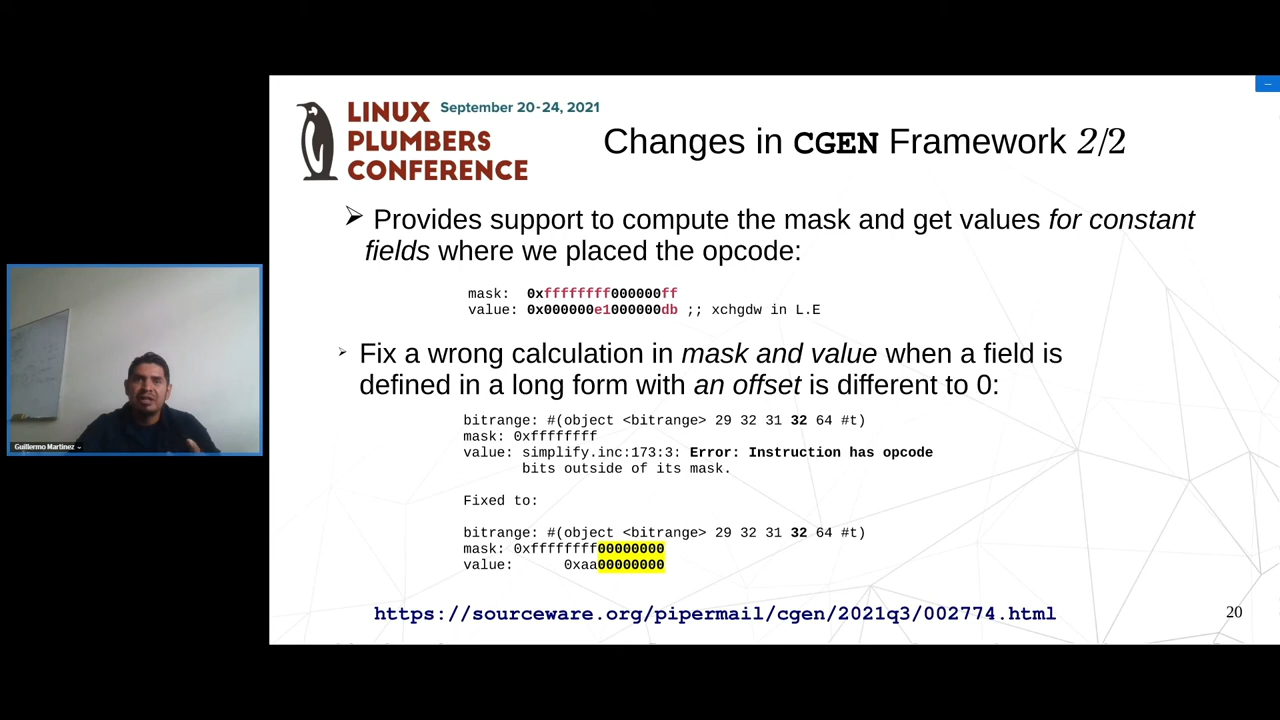 LINUX
PLUMBERS
CONFERENCE
September 20-24, 2021
Changes in CGEN Framework 2/2
➢ Provides support to compute the mask and get values for constant
fields where we placed the opcode:
mask: 0xffffffff000000ff
value: 0x000000e1000000db ;; xchgdw in L.E
➢ Fix a wrong calculation in mask and value when a field is
defined in a long form with an offset is different to 0:
bitrange: #(object <bitrange> 29 32 31 32 64 #t)
mask: 0xffffffff
value: simplify.inc:173:3: Error: Instruction has opcode
bits outside of its mask.
Fixed to:
bitrange: #(object <bitrange> 29 32 31 32 64 #t)
mask: 0xffffffff00000000
value: 0xaa00000000
https://sourceware.org/pipermail/cgen/2021q3/002774.html
20
Guillermo Martinez